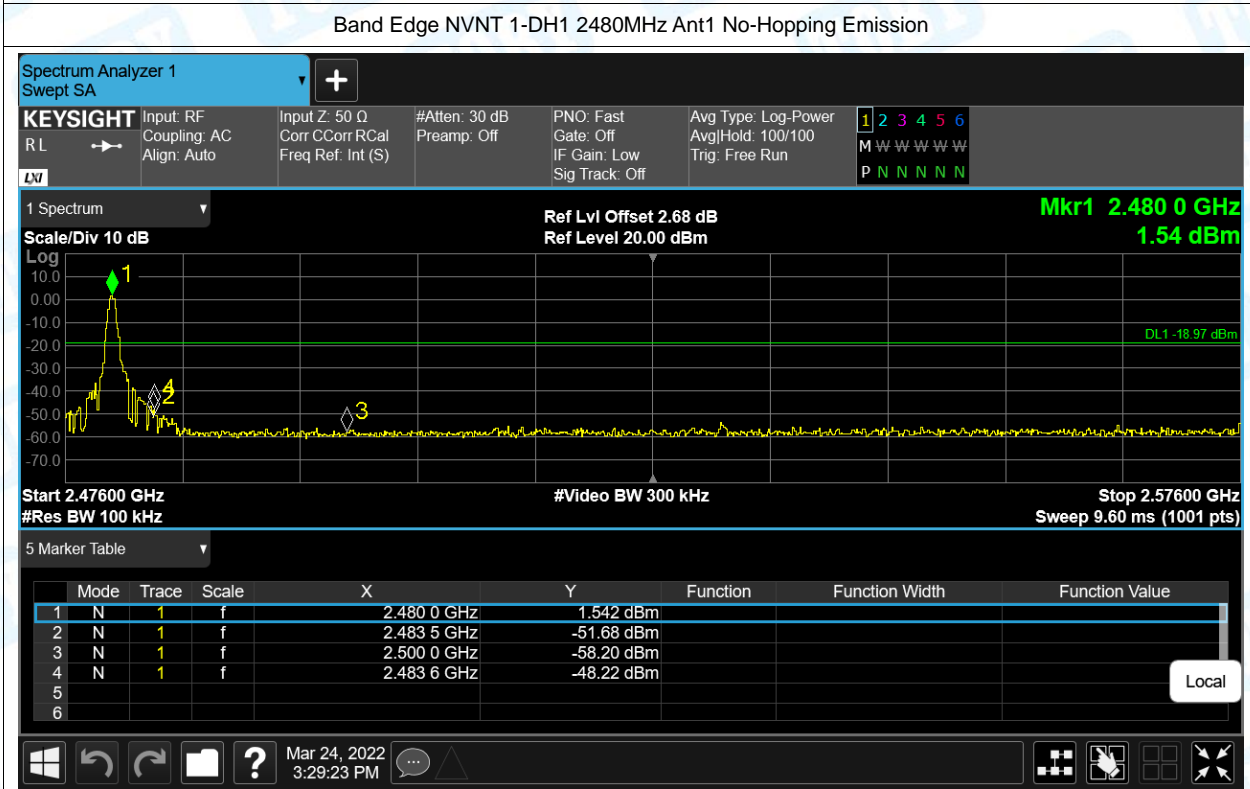 Band Edge NVNT 1-DH1 2480MHz Ant1 No-Hopping Emission
Spectrum Analyzer 1
Swept SA
KEYSIGHT
R L
LXI
Input: RF
Coupling: AC
Align: Auto
Input Z: 50 Ω
Corr CCorr RCal
Freq Ref: Int (S)
#Atten: 30 dB
Preamp: Off
PNO: Fast
Gate: Off
IF Gain: Low
Sig Track: Off
Avg Type: Log-Power
Avg|Hold: 100/100
Trig: Free Run
1 2 3 4 5 6
M W W W W W
P N N N N N
1 Spectrum
Scale/Div 10 dB
Ref Lvl Offset 2.68 dB
Ref Level 20.00 dBm
Mkr1 2.480 0 GHz
1.54 dBm
Log
10.0
0.00
-10.0
-20.0
-30.0
-40.0
-50.0
-60.0
-70.0
1
4
2
3
DL1 -18.97 dBm
Start 2.47600 GHz
#Video BW 300 kHz
Stop 2.57600 GHz
#Res BW 100 kHz
Sweep 9.60 ms (1001 pts)
5 Marker Table
Mode Trace Scale X Y Function Function Width Function Value
1 N 1 f 2.480 0 GHz 1.542 dBm
2 N 1 f 2.483 5 GHz -51.68 dBm
3 N 1 f 2.500 0 GHz -58.20 dBm
4 N 1 f 2.483 6 GHz -48.22 dBm
5
6
Local
?
Mar 24, 2022
3:29:23 PM